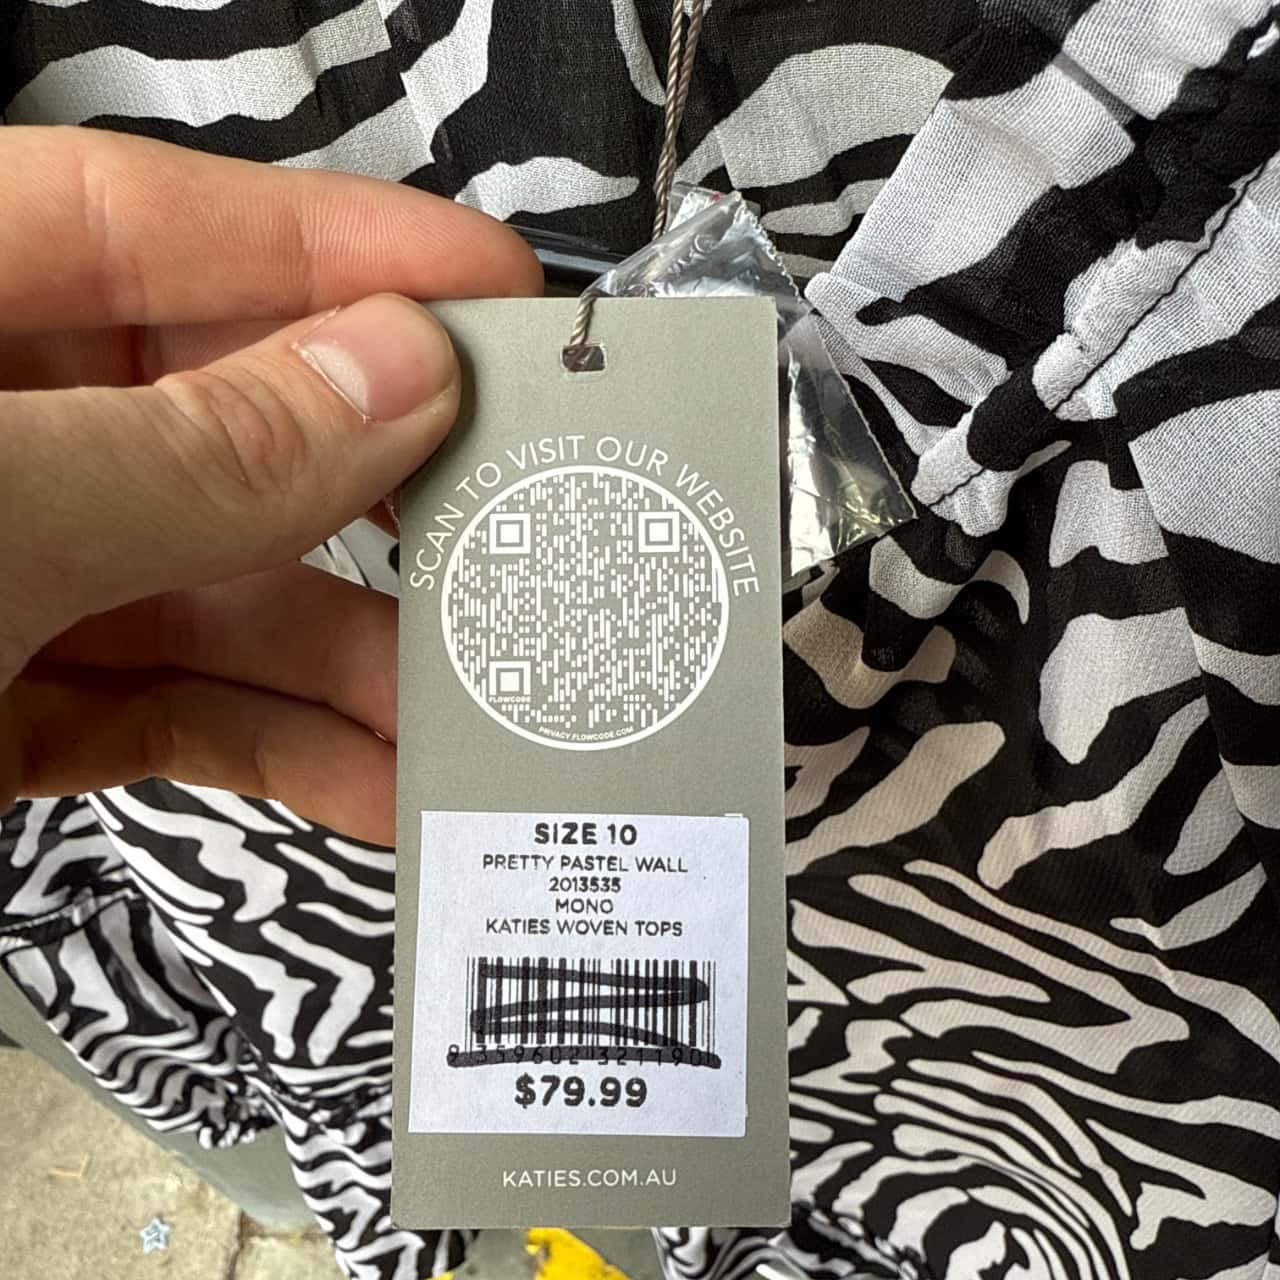 SCAN TO VISIT OUR WEBSITE
FLOWCODE
PRIVACY.FLOWCODE.COM
SIZE 10
PRETTY PASTEL WALL
2013535
MONO
KATIES WOVEN TOPS
$79.99
KATIES.COM.AU